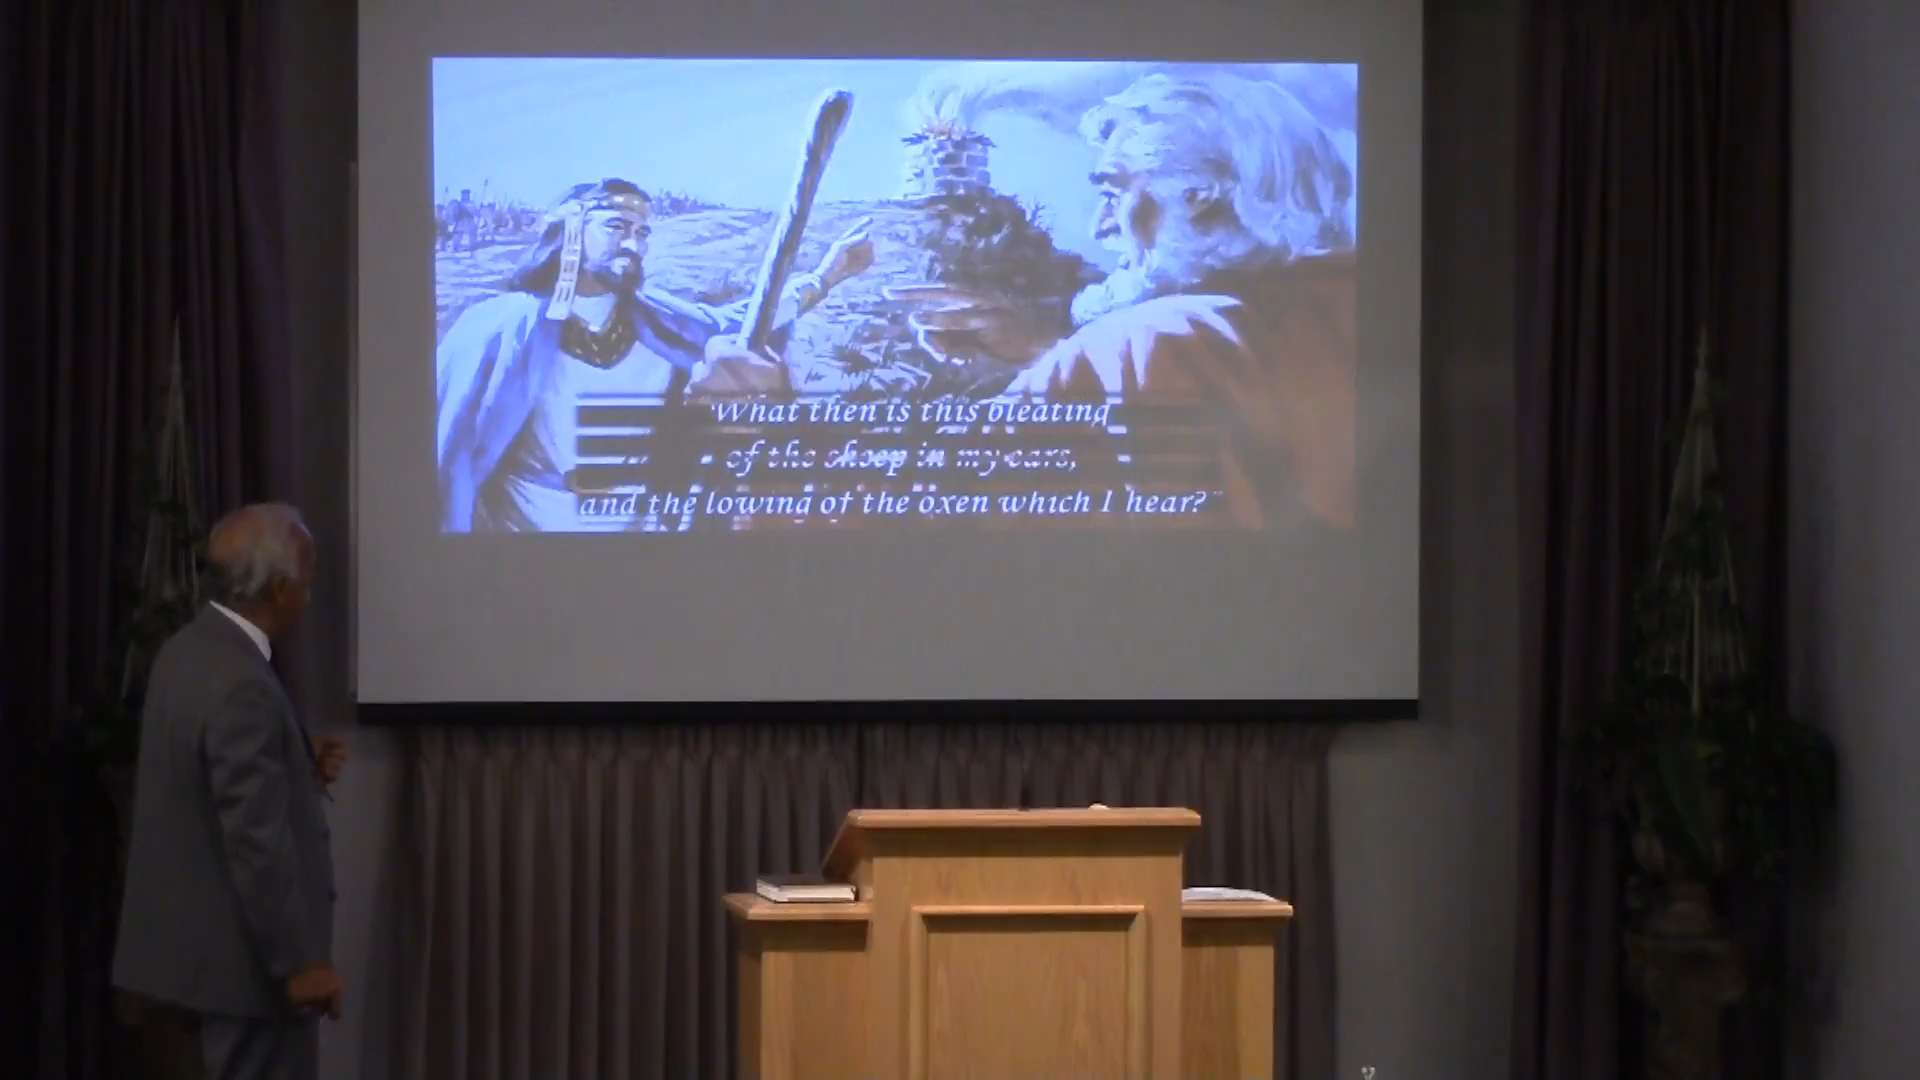 "What then is this bleating
of the sheep in my ears,
and the lowing of the oxen which I hear?"